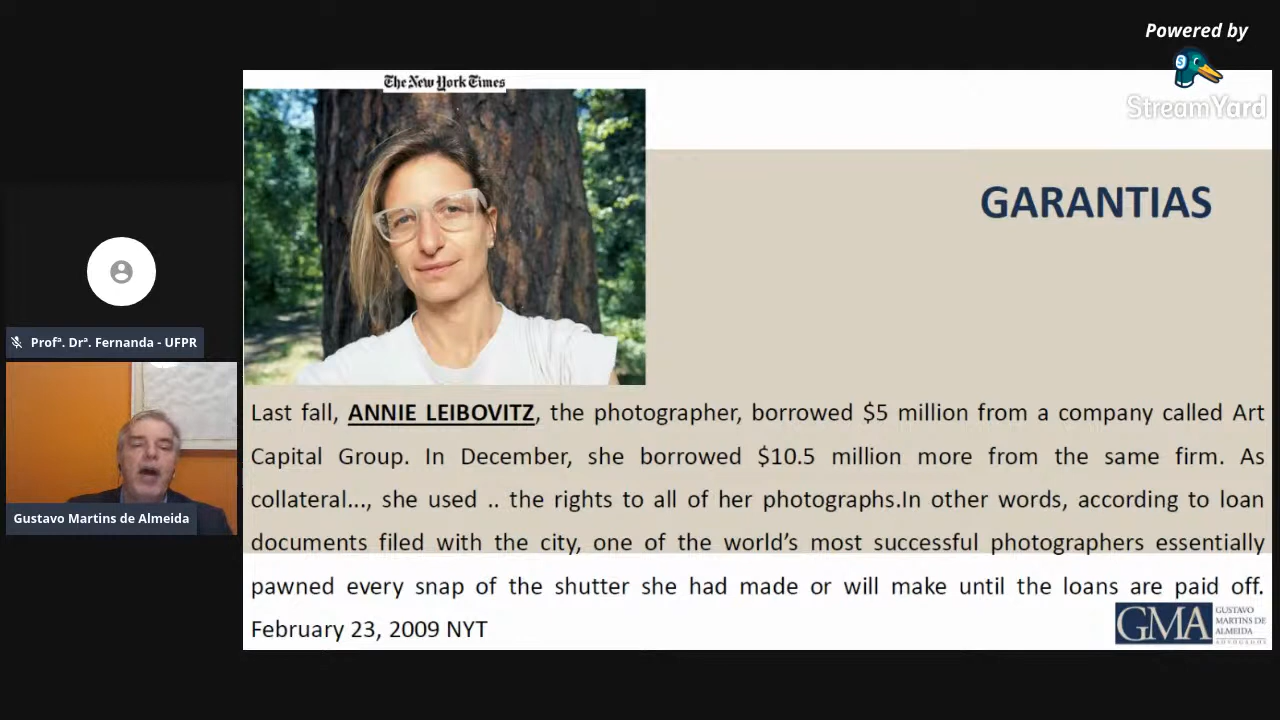 Powered by
StreamYard
The New York Times
GARANTIAS
Profª. Drª. Fernanda - UFPR
Gustavo Martins de Almeida
Last fall, ANNIE LEIBOVITZ, the photographer, borrowed $5 million from a company called Art
Capital Group. In December, she borrowed $10.5 million more from the same firm. As
collateral..., she used .. the rights to all of her photographs.In other words, according to loan
documents filed with the city, one of the world’s most successful photographers essentially
pawned every snap of the shutter she had made or will make until the loans are paid off.
February 23, 2009 NYT
GMA
GUSTAVO
MARTINS DE
ALMEIDA
ADVOGADOS